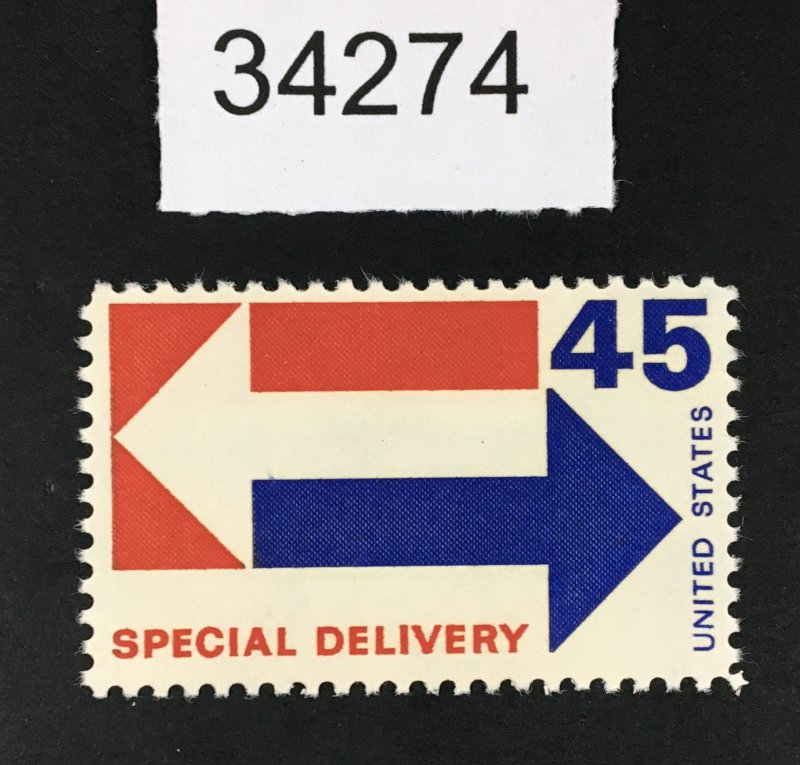 34274
45
UNITED STATES
SPECIAL DELIVERY